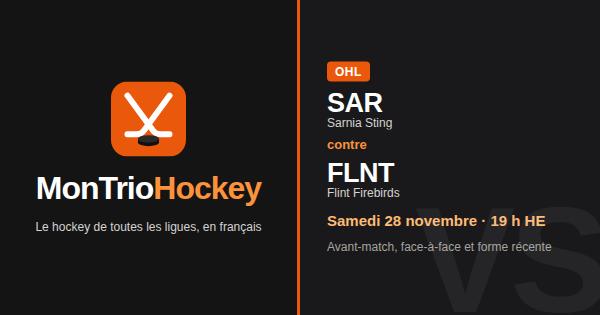 MonTrioHockey
Le hockey de toutes les ligues, en français
OHL
SAR
Sarnia Sting
contre
FLNT
Flint Firebirds
Samedi 28 novembre · 19 h HE
Avant-match, face-à-face et forme récente
VS